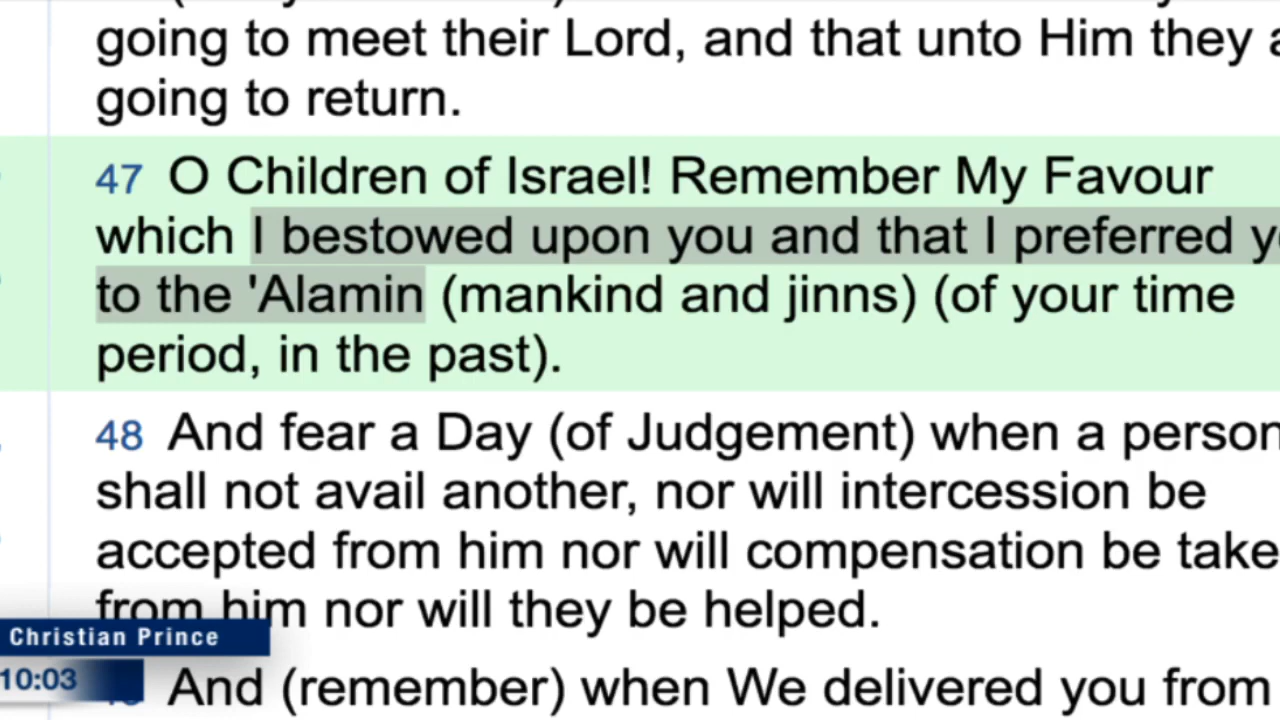 going to meet their Lord, and that unto Him they
going to return.
47 O Children of Israel! Remember My Favour
which I bestowed upon you and that I preferred
to the 'Alamin (mankind and jinns) (of your time
period, in the past).
48 And fear a Day (of Judgement) when a person
shall not avail another, nor will intercession be
accepted from him nor will compensation be take
from him nor will they be helped.
Christian Prince
10:03
And (remember) when We delivered you from